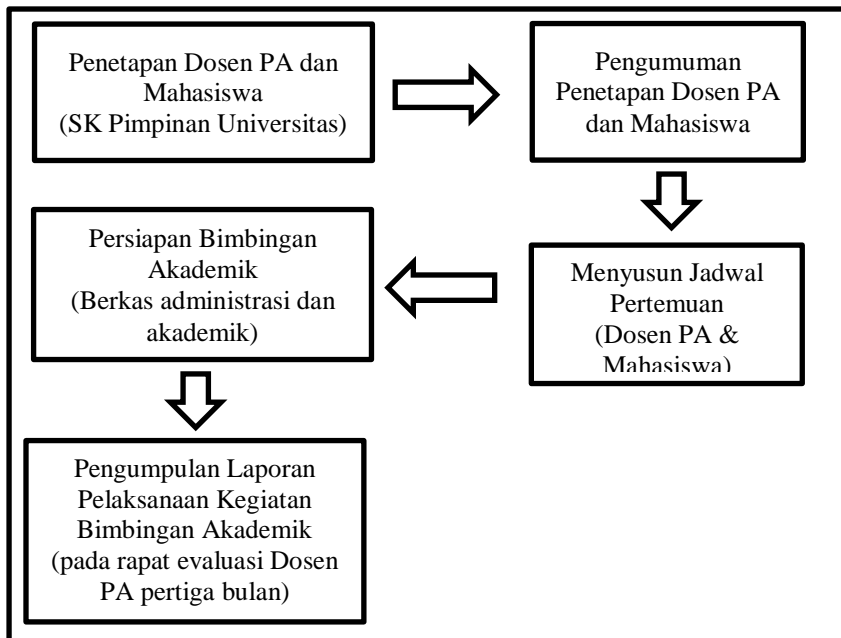 Penetapan Dosen PA dan
Mahasiswa
(SK Pimpinan Universitas)
Pengumuman
Penetapan Dosen PA
dan Mahasiswa
Menyusun Jadwal
Pertemuan
(Dosen PA &
Mahasiswa)
Persiapan Bimbingan
Akademik
(Berkas administrasi dan
akademik)
Pengumpulan Laporan
Pelaksanaan Kegiatan
Bimbingan Akademik
(pada rapat evaluasi Dosen
PA pertiga bulan)